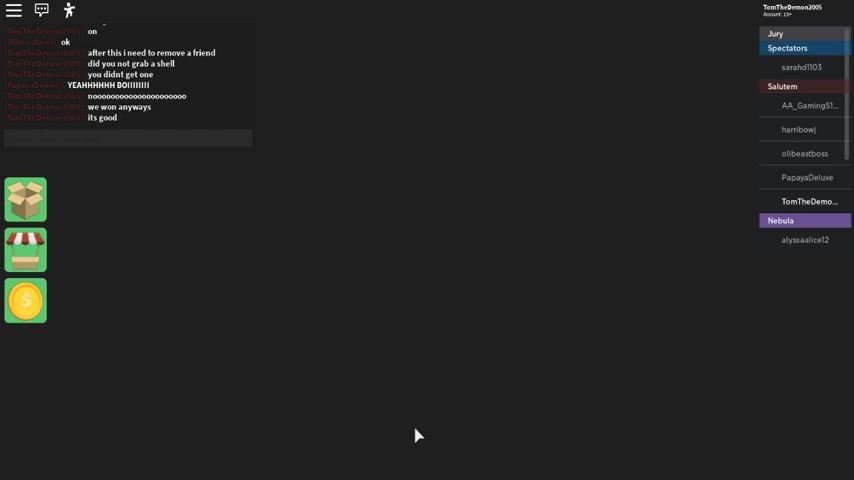 TomTheDemon2005
Account: 13+
[TomTheDemon2005]: on
[olibeastboss]: ok
[TomTheDemon2005]: after this i need to remove a friend
[TomTheDemon2005]: did you not grab a shell
[TomTheDemon2005]: you didnt get one
[PapayaDeluxe]: YEAHHHHHH BOIIIIIIII
[TomTheDemon2005]: noooooooooooooooooooo
[TomTheDemon2005]: we won anyways
[TomTheDemon2005]: its good
Jury
Spectators
sarahd1103
Salutem
AA_Gaming51...
harribowj
olibeastboss
PapayaDeluxe
TomTheDemo...
Nebula
alyssaalice12